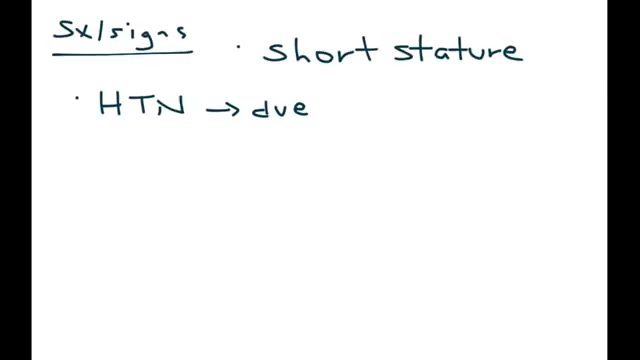 Sx/signs
· short stature
· HTN → due